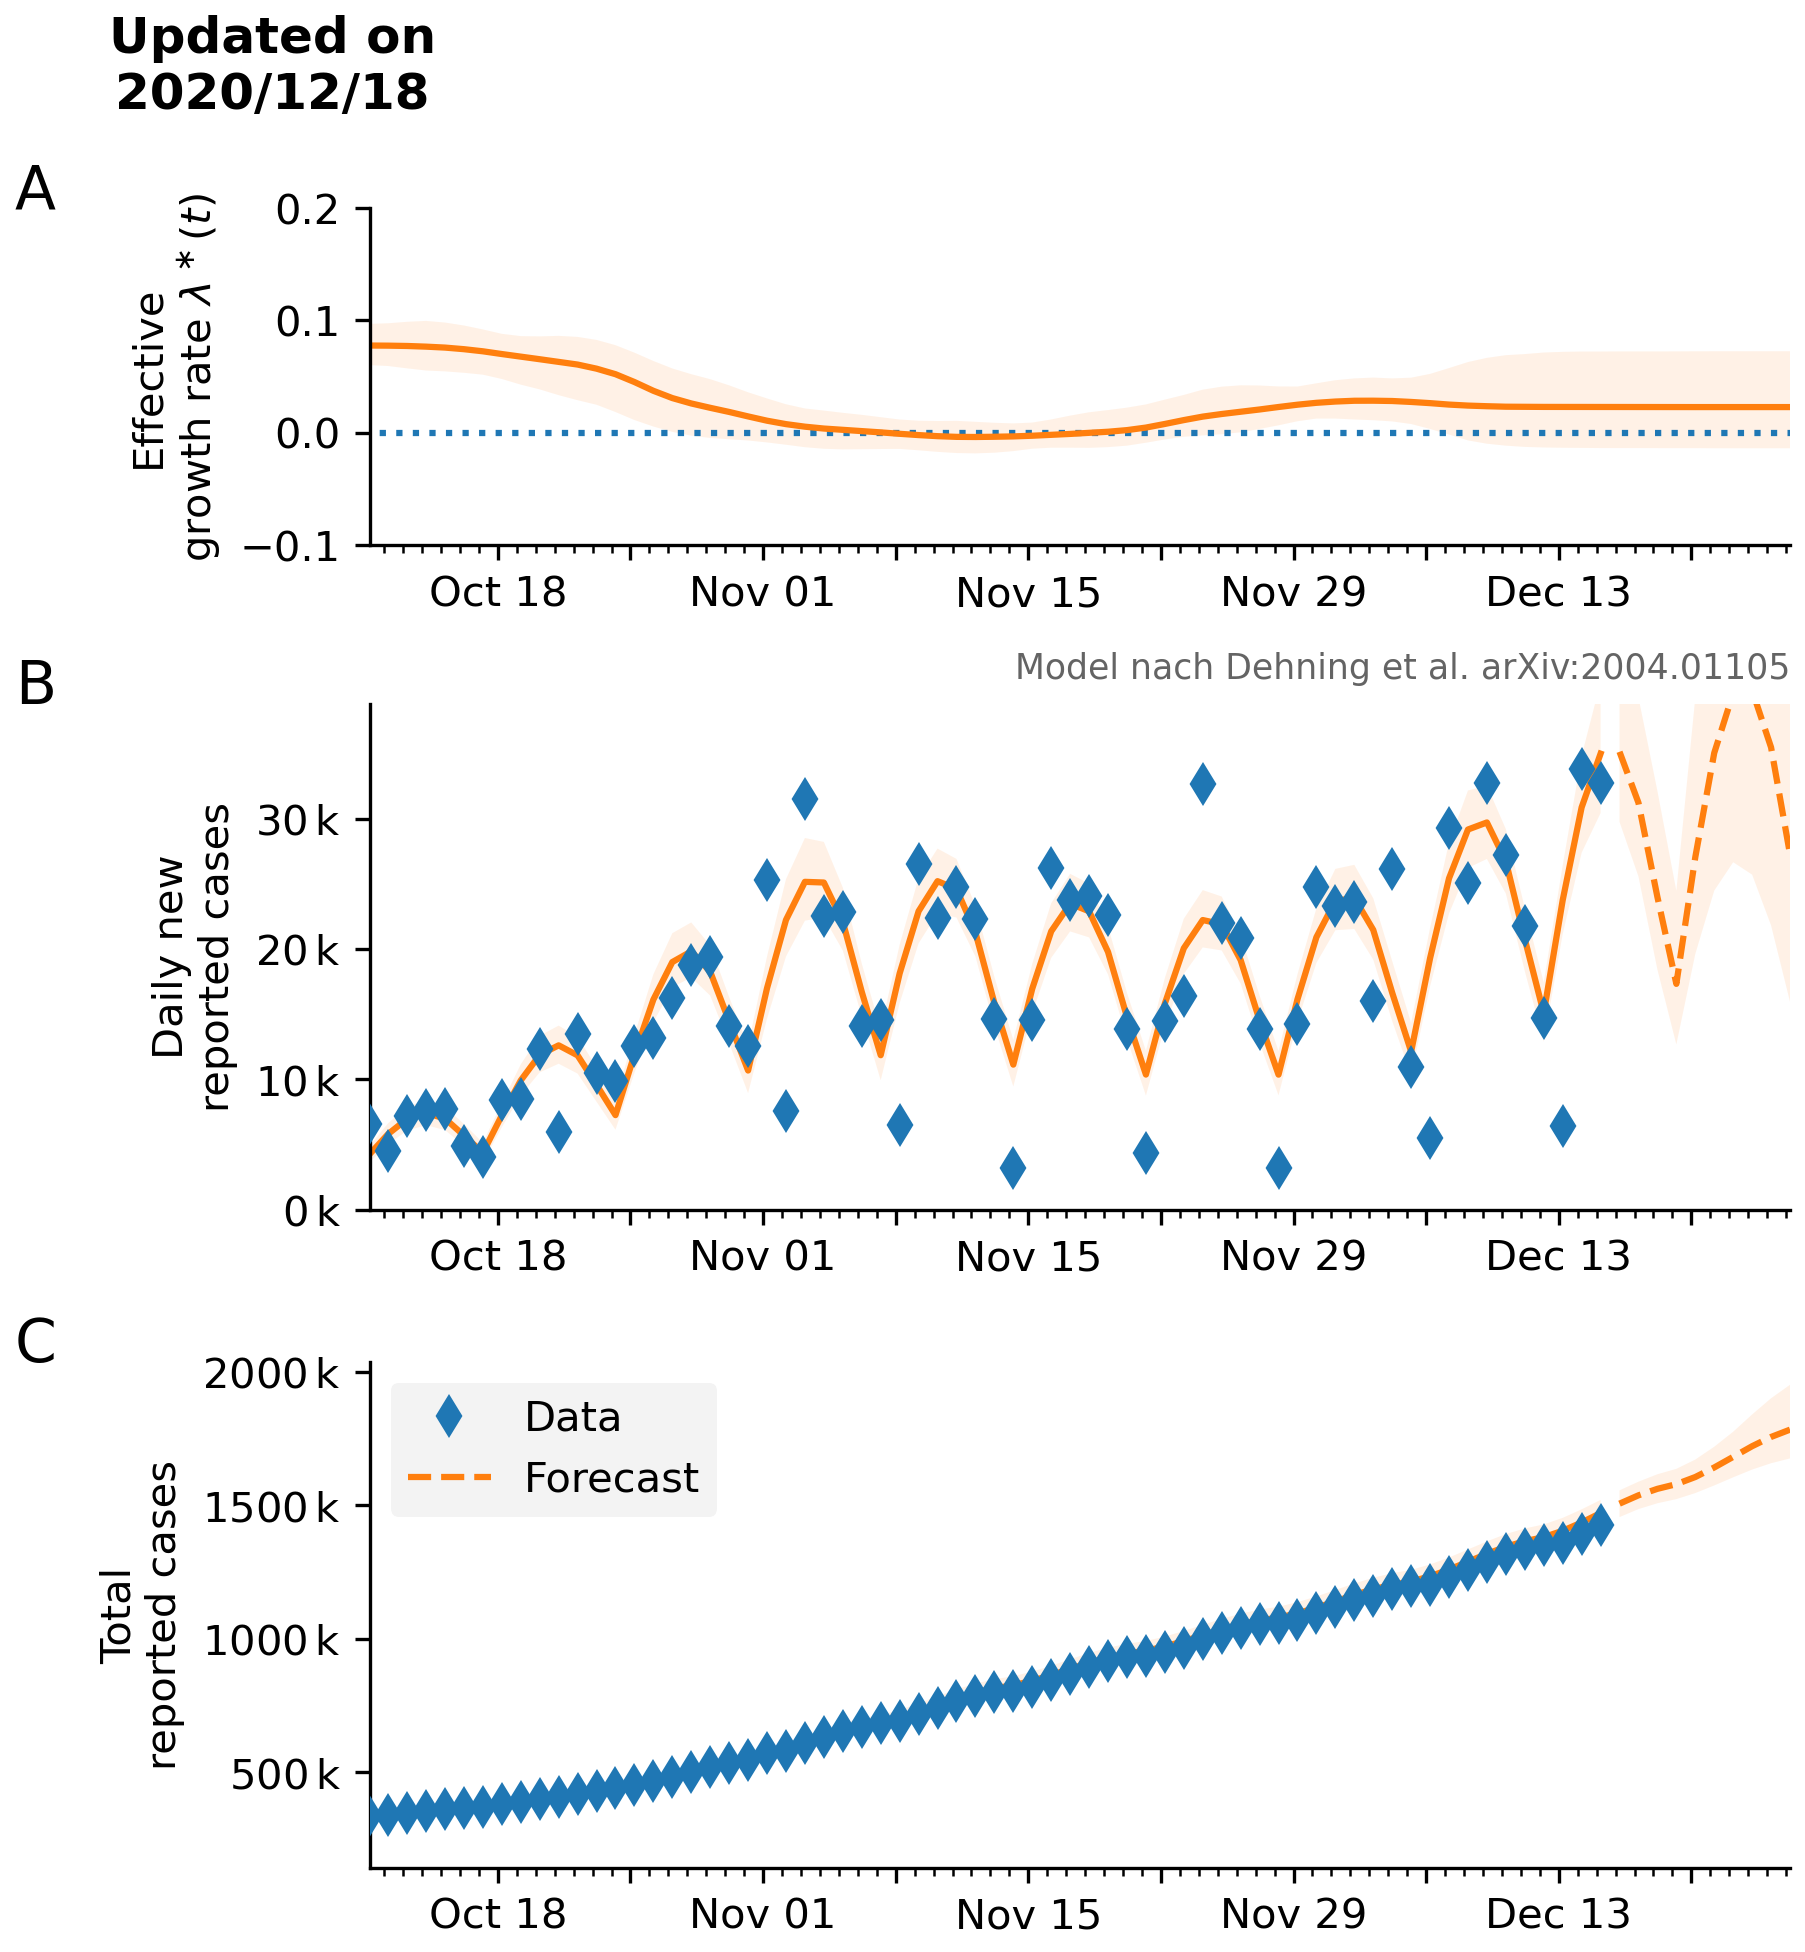 Updated on
2020/12/18
A
Effective
growth rate λ * (t)
0.2
0.1
0.0
−0.1
Oct 18 Nov 01 Nov 15 Nov 29 Dec 13
Model nach Dehning et al. arXiv:2004.01105
B
Daily new
reported cases
30 k
20 k
10 k
0 k
Oct 18 Nov 01 Nov 15 Nov 29 Dec 13
C
Total
reported cases
2000 k
1500 k
1000 k
500 k
Data
Forecast
Oct 18 Nov 01 Nov 15 Nov 29 Dec 13